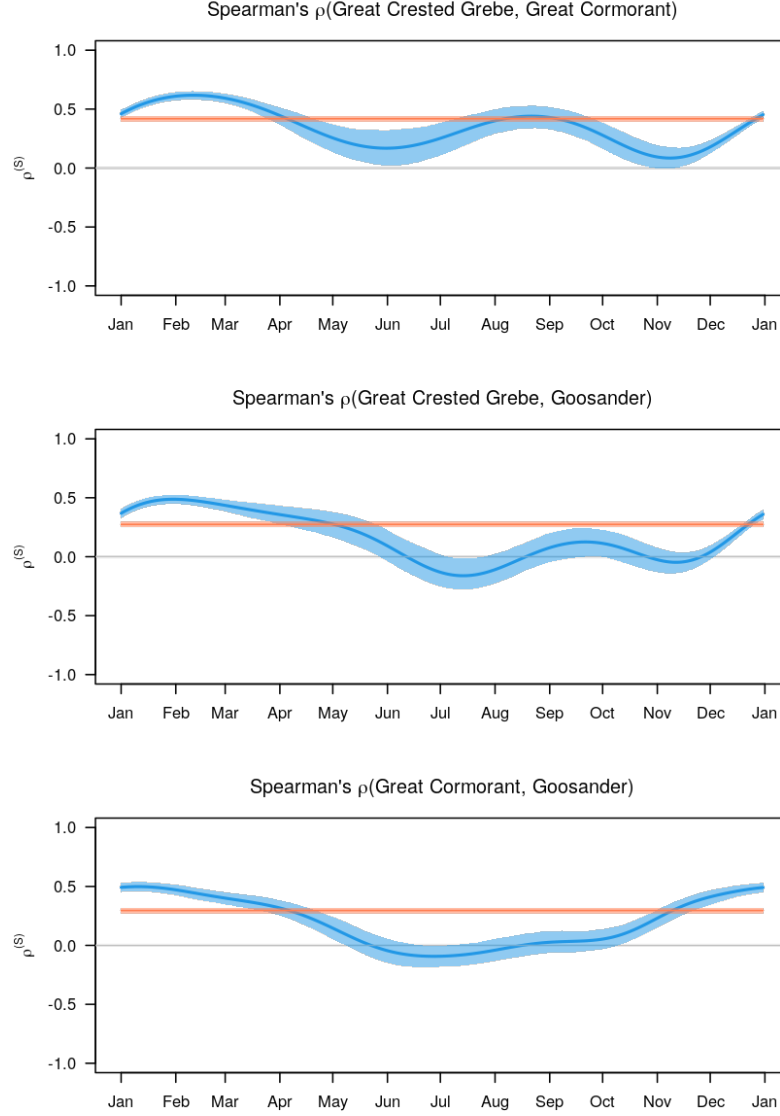 Spearman's ρ(Great Crested Grebe, Great Cormorant)
1.0
0.5
0.0
-0.5
-1.0
ρ(S)
Jan Feb Mar Apr May Jun Jul Aug Sep Oct Nov Dec Jan
Spearman's ρ(Great Crested Grebe, Goosander)
1.0
0.5
0.0
-0.5
-1.0
ρ(S)
Jan Feb Mar Apr May Jun Jul Aug Sep Oct Nov Dec Jan
Spearman's ρ(Great Cormorant, Goosander)
1.0
0.5
0.0
-0.5
-1.0
ρ(S)
Jan Feb Mar Apr May Jun Jul Aug Sep Oct Nov Dec Jan